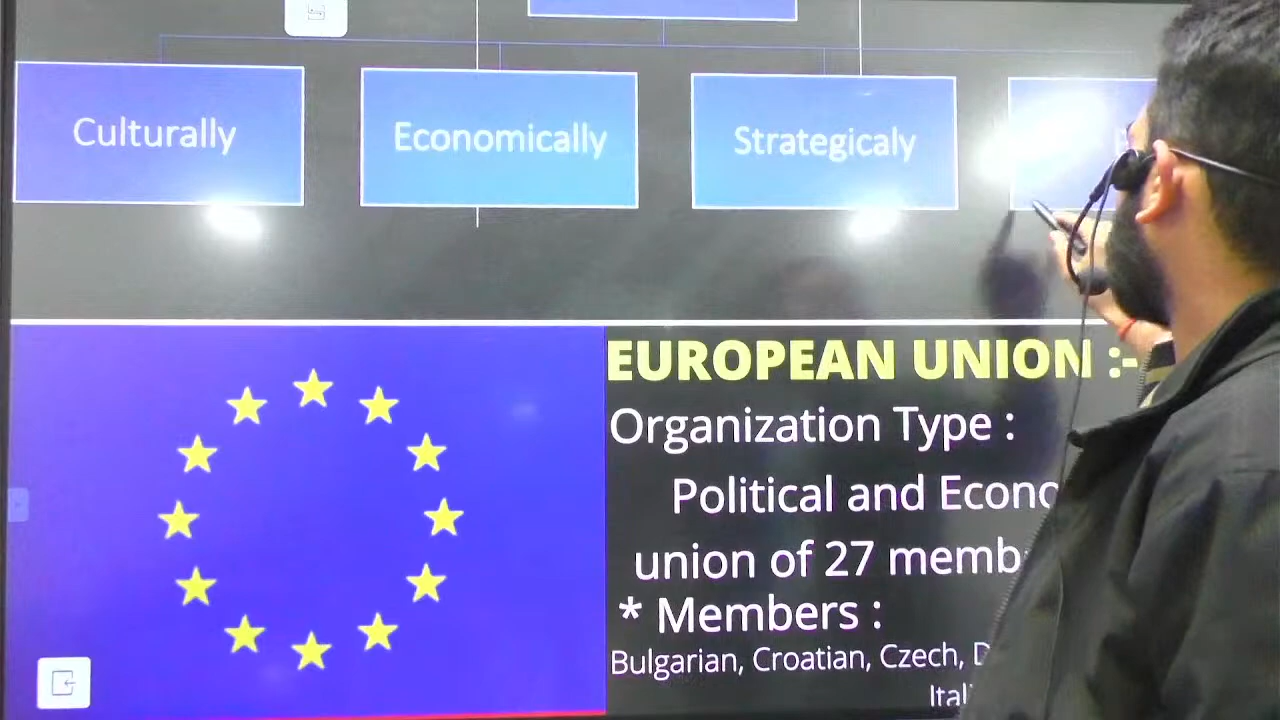 Culturally
Economically
Strategicaly
EUROPEAN UNION :-
Organization Type :
Political and Econo
union of 27 memb
* Members :
Bulgarian, Croatian, Czech, D
Itali